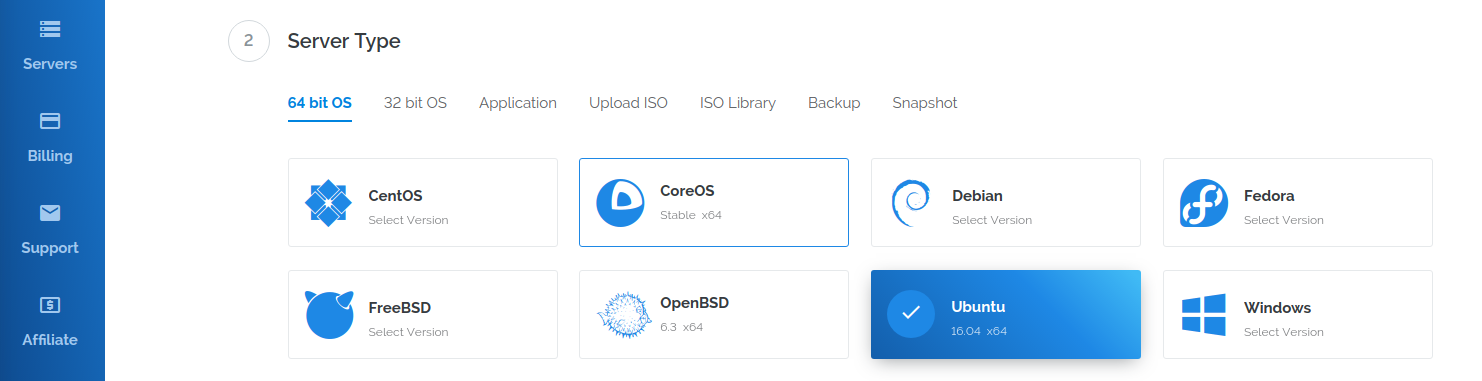 Servers
Billing
Support
Affiliate
2 Server Type
64 bit OS 32 bit OS Application Upload ISO ISO Library Backup Snapshot
CentOS
Select Version
CoreOS
Stable x64
Debian
Select Version
Fedora
Select Version
FreeBSD
Select Version
OpenBSD
6.3 x64
Ubuntu
16.04 x64
Windows
Select Version